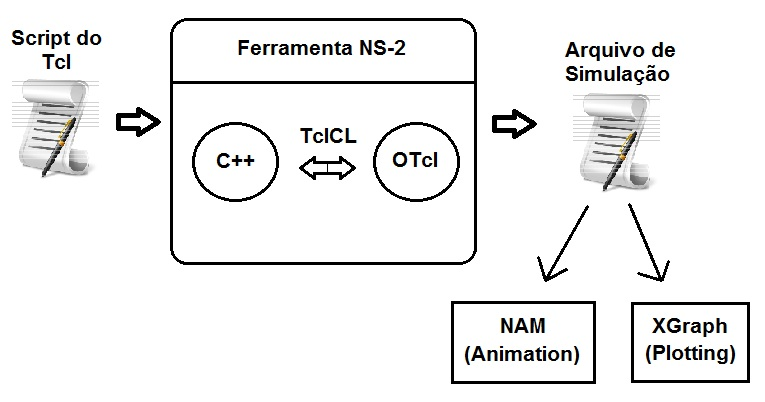 Script do
Tcl
Ferramenta NS-2
C++
TclCL
OTcl
Arquivo de
Simulação
NAM
(Animation)
XGraph
(Plotting)